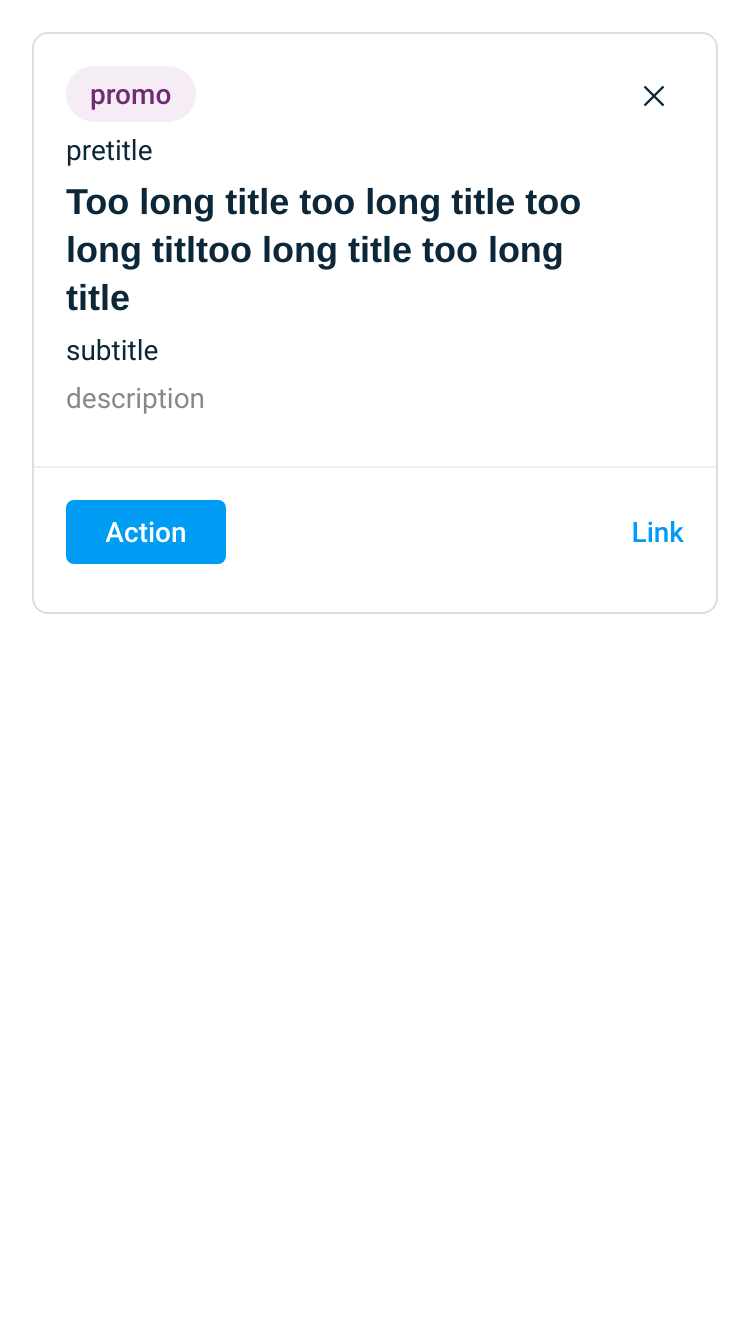 promo
pretitle
Too long title too long title too
long titltoo long title too long
title
subtitle
description
Action
Link